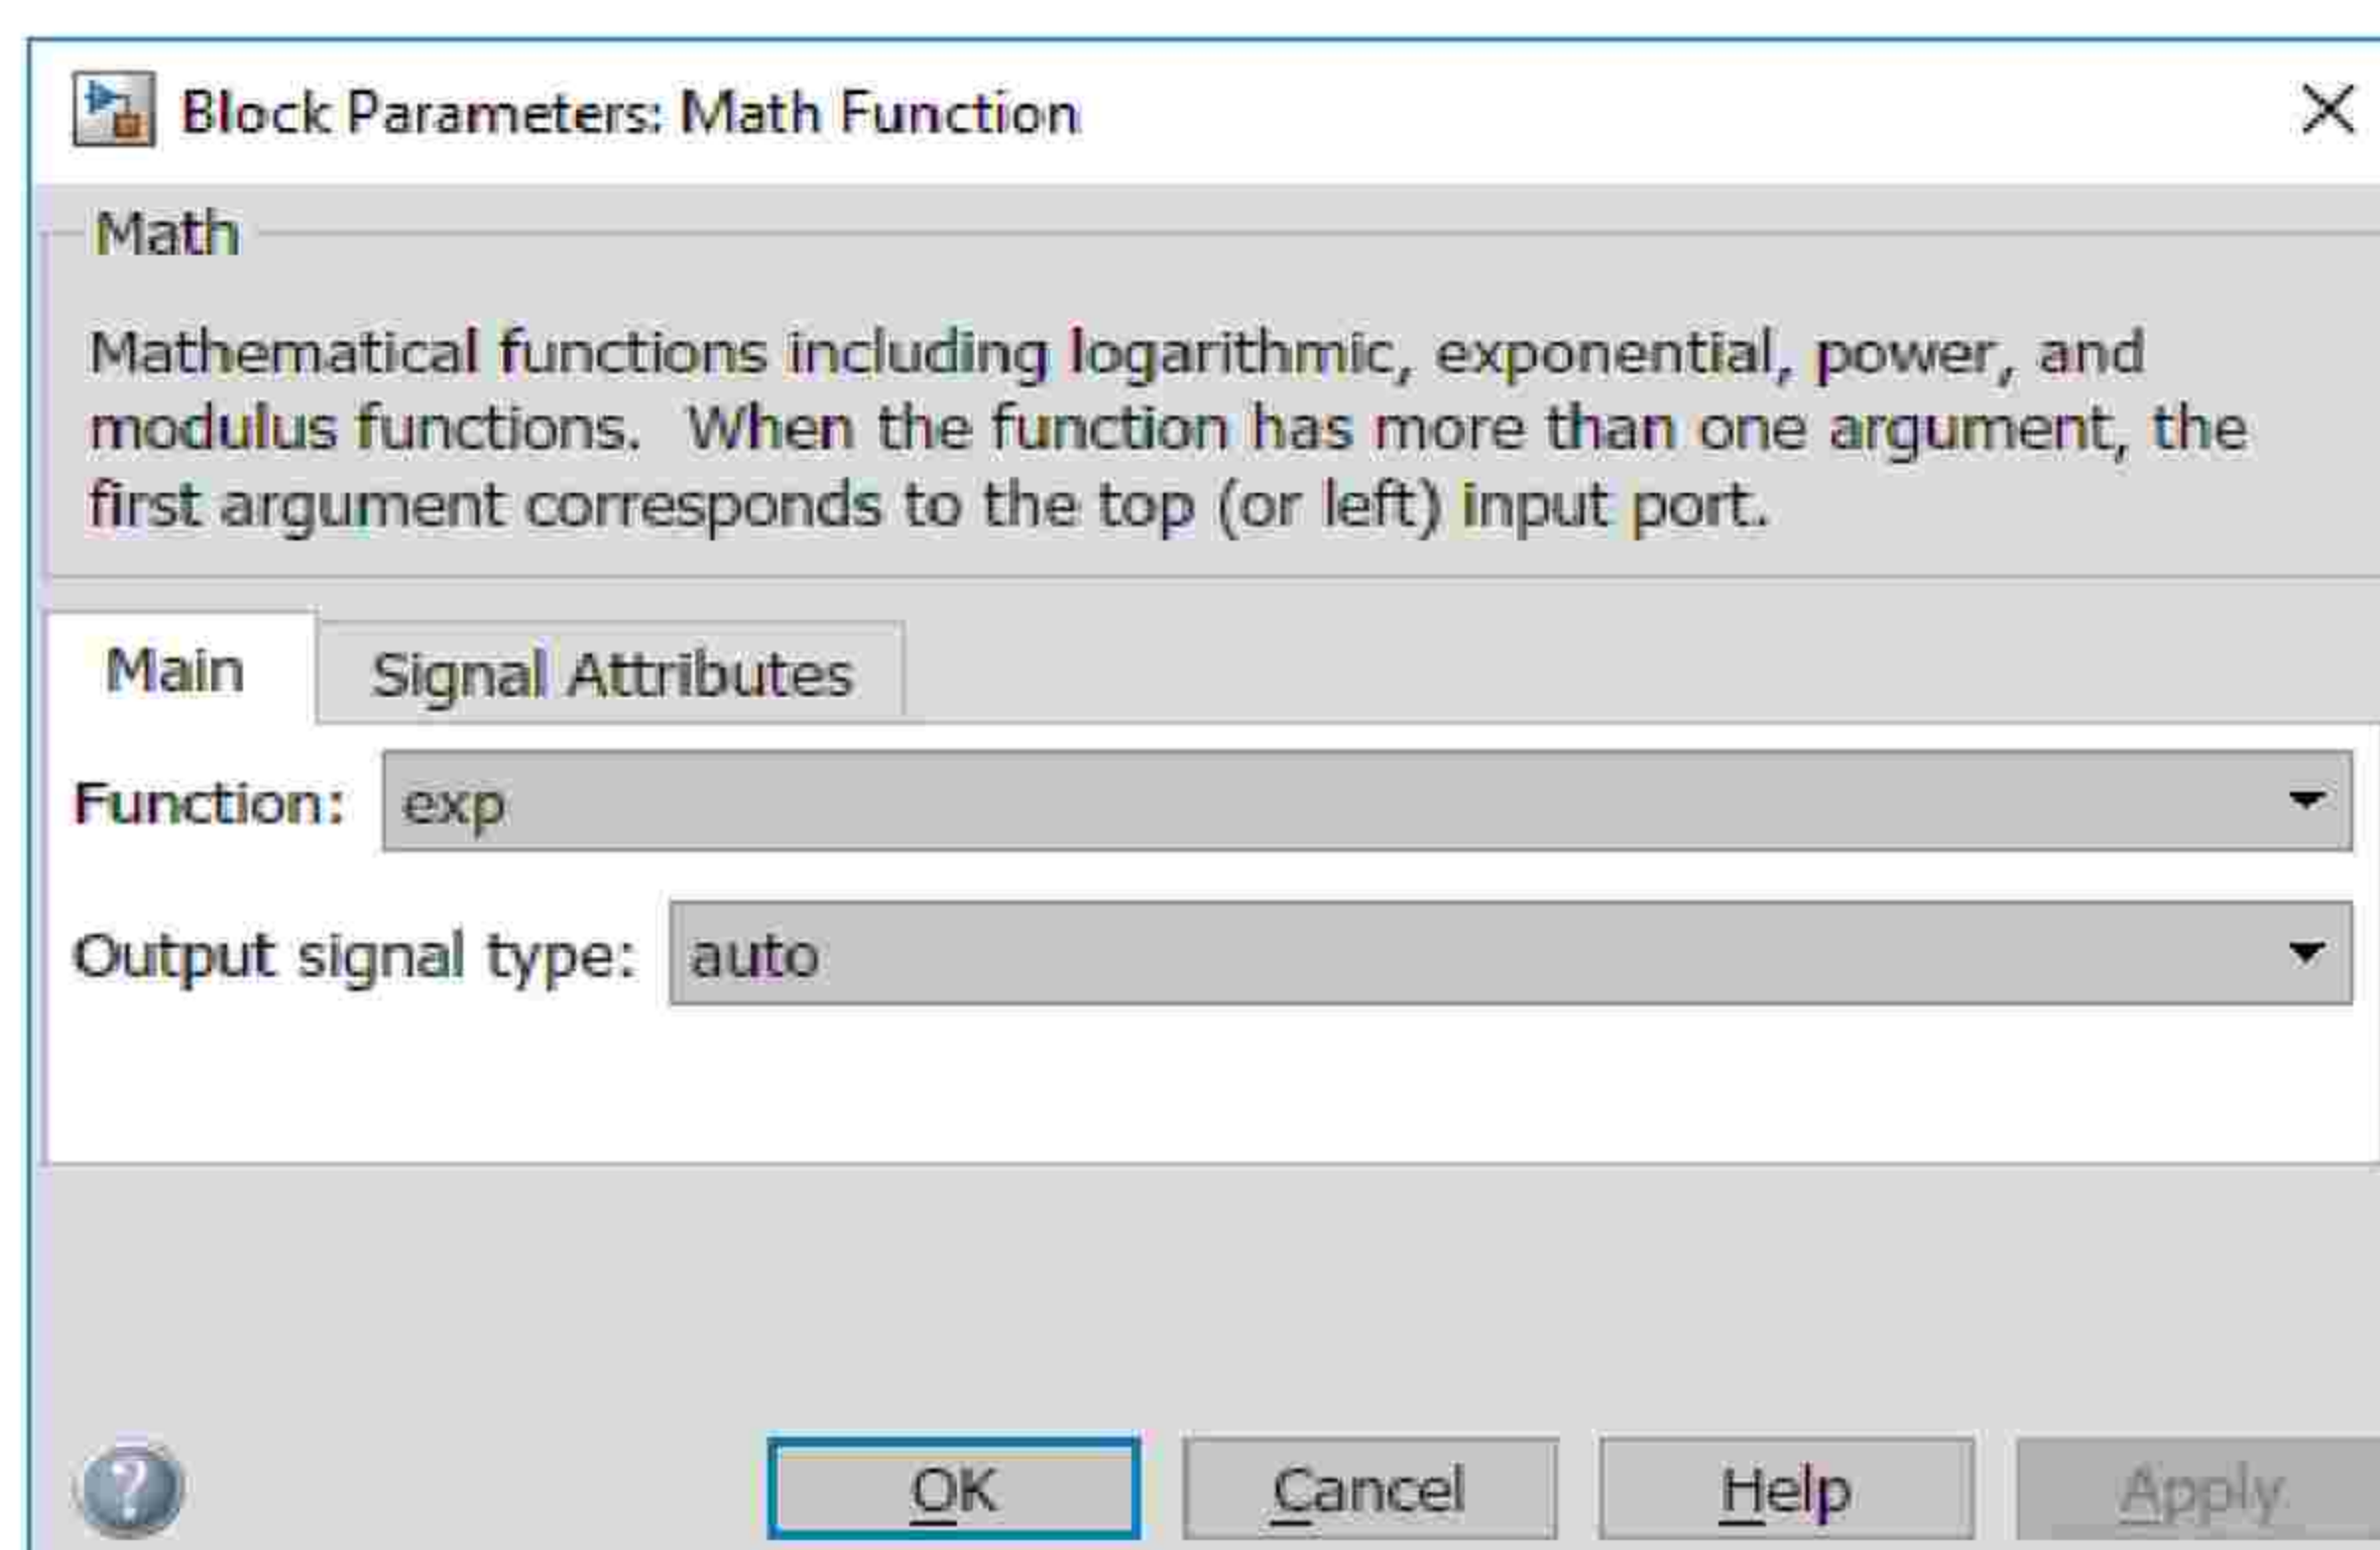 Block Parameters: Math Function
Math
Mathematical functions including logarithmic, exponential, power, and
modulus functions.  When the function has more than one argument, the
first argument corresponds to the top (or left) input port.
Main Signal Attributes
Function: exp
Output signal type: auto
? OK Cancel Help Apply